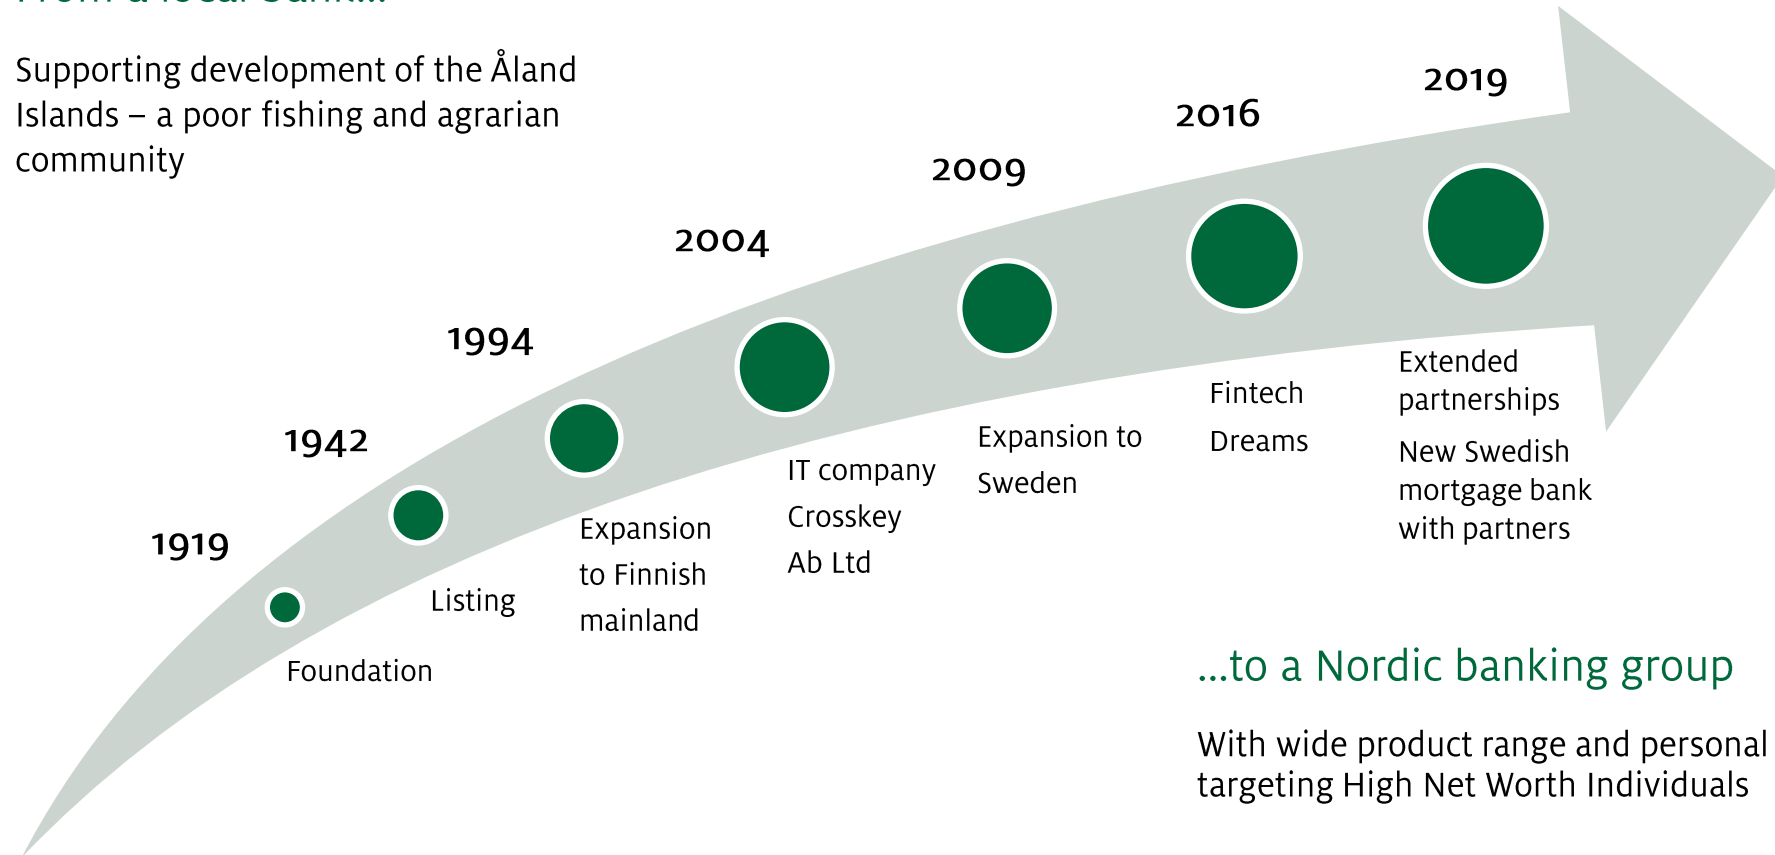 From a local bank...
Supporting development of the Åland
Islands – a poor fishing and agrarian
community
1919
Foundation
1942
Listing
1994
Expansion
to Finnish
mainland
2004
IT company
Crosskey
Ab Ltd
2009
Expansion to
Sweden
2016
Fintech
Dreams
2019
Extended
partnerships
New Swedish
mortgage bank
with partners
...to a Nordic banking group
With wide product range and personal
targeting High Net Worth Individuals